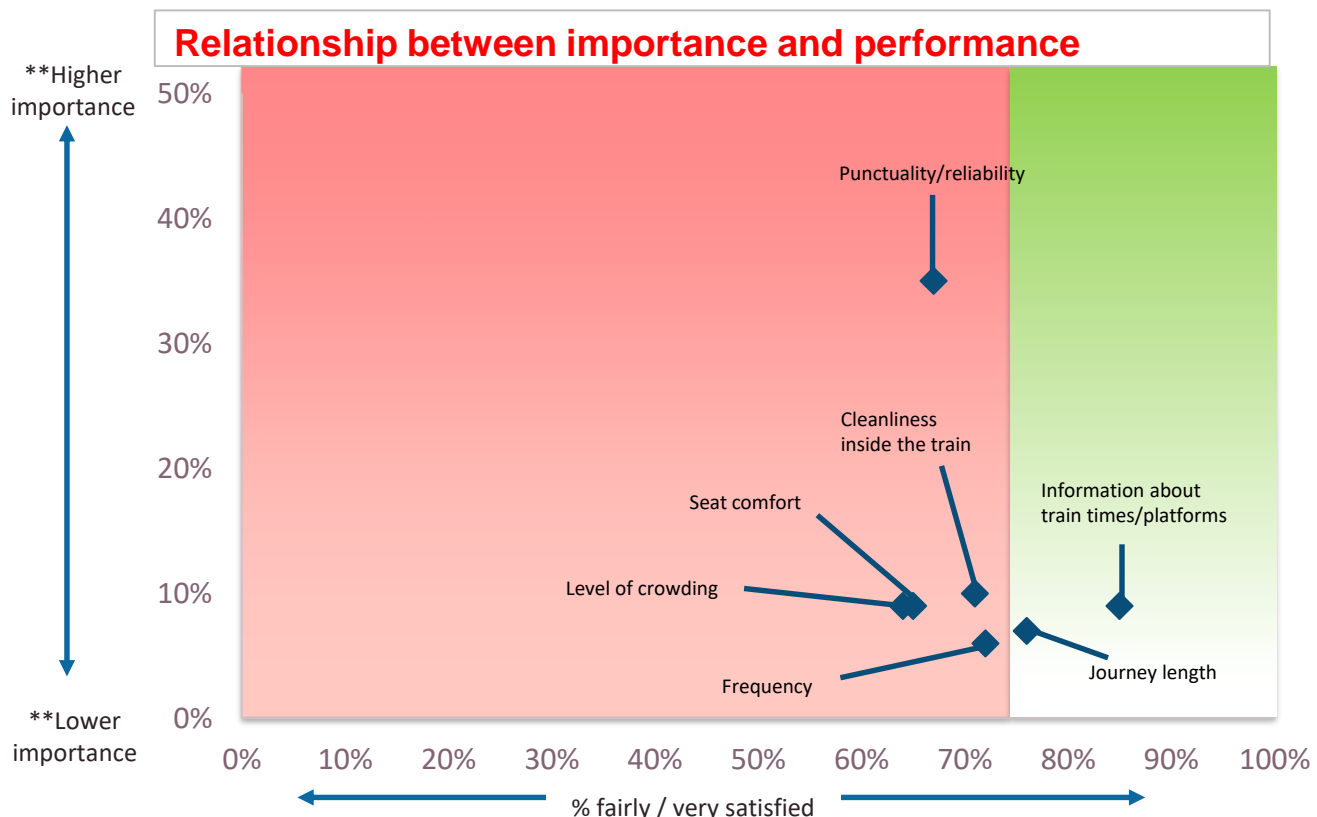 Relationship between importance and performance
**Higher
importance
50%
40%
30%
20%
10%
0%
**Lower
importance
Punctuality/reliability
Cleanliness
inside the train
Seat comfort
Information about
train times/platforms
Level of crowding
Frequency
Journey length
0% 10% 20% 30% 40% 50% 60% 70% 80% 90% 100%
% fairly / very satisfied